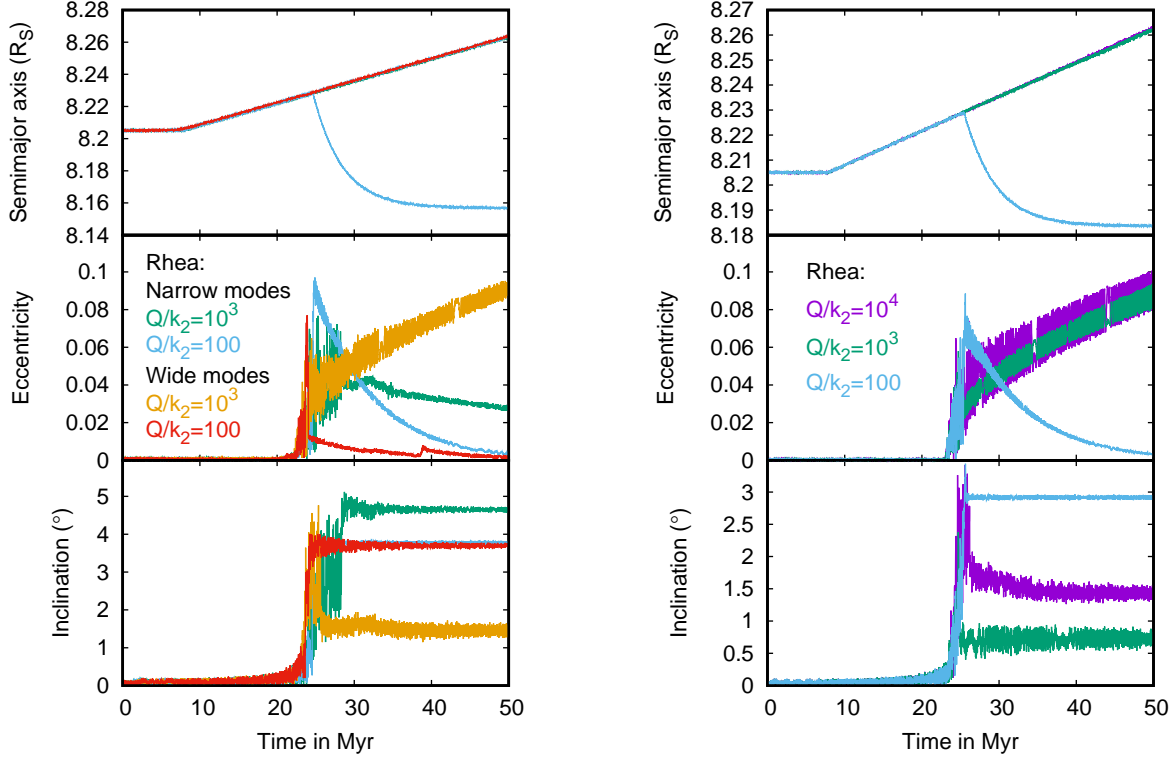 8.28
8.26
8.24
8.22
8.2
8.18
8.16
8.14
Semimajor axis (R_S)
0.1
0.08
0.06
0.04
0.02
0
Eccentricity
Rhea:
Narrow modes
Q/k_2=10^3
Q/k_2=100
Wide modes
Q/k_2=10^3
Q/k_2=100
5
4
3
2
1
0
Inclination (°)
0 10 20 30 40 50
Time in Myr
8.27
8.26
8.25
8.24
8.23
8.22
8.21
8.2
8.19
8.18
Semimajor axis (R_S)
0.1
0.08
0.06
0.04
0.02
0
Eccentricity
Rhea:
Q/k_2=10^4
Q/k_2=10^3
Q/k_2=100
3
2.5
2
1.5
1
0.5
0
Inclination (°)
0 10 20 30 40 50
Time in Myr